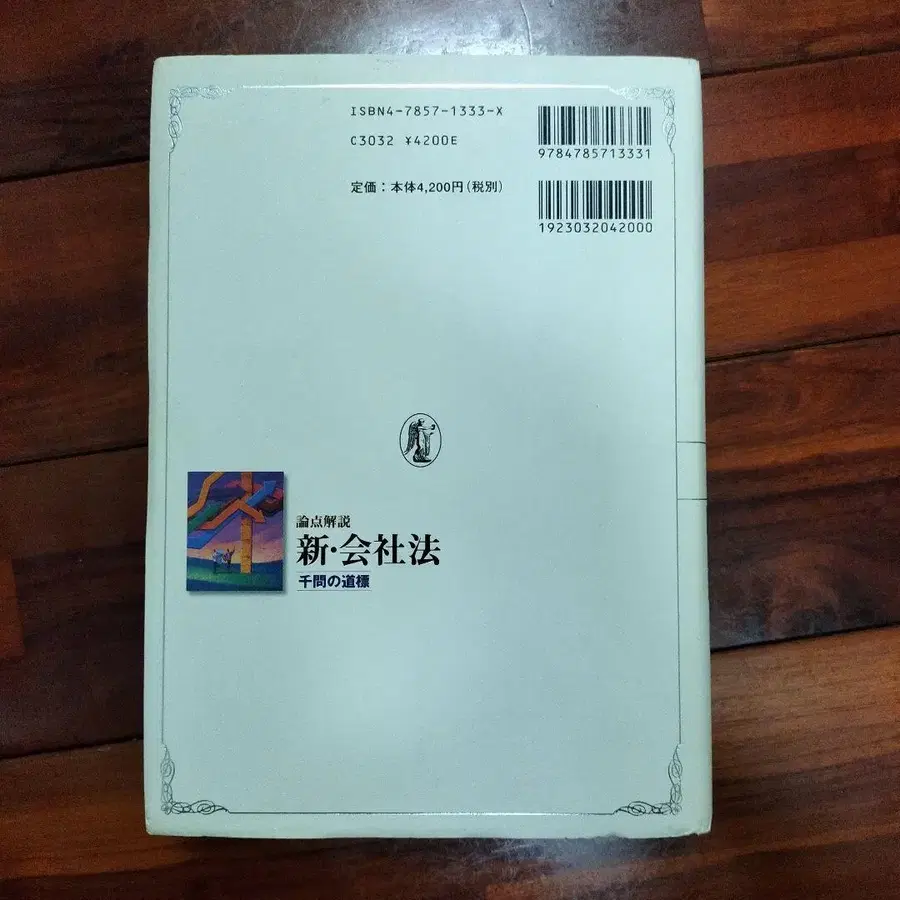 ISBN4-7857-1333-X
C3032 ¥4200E
定価：本体4,200円（税別）
9784785713331
1923032042000
論点解説
新・会社法
千問の道標